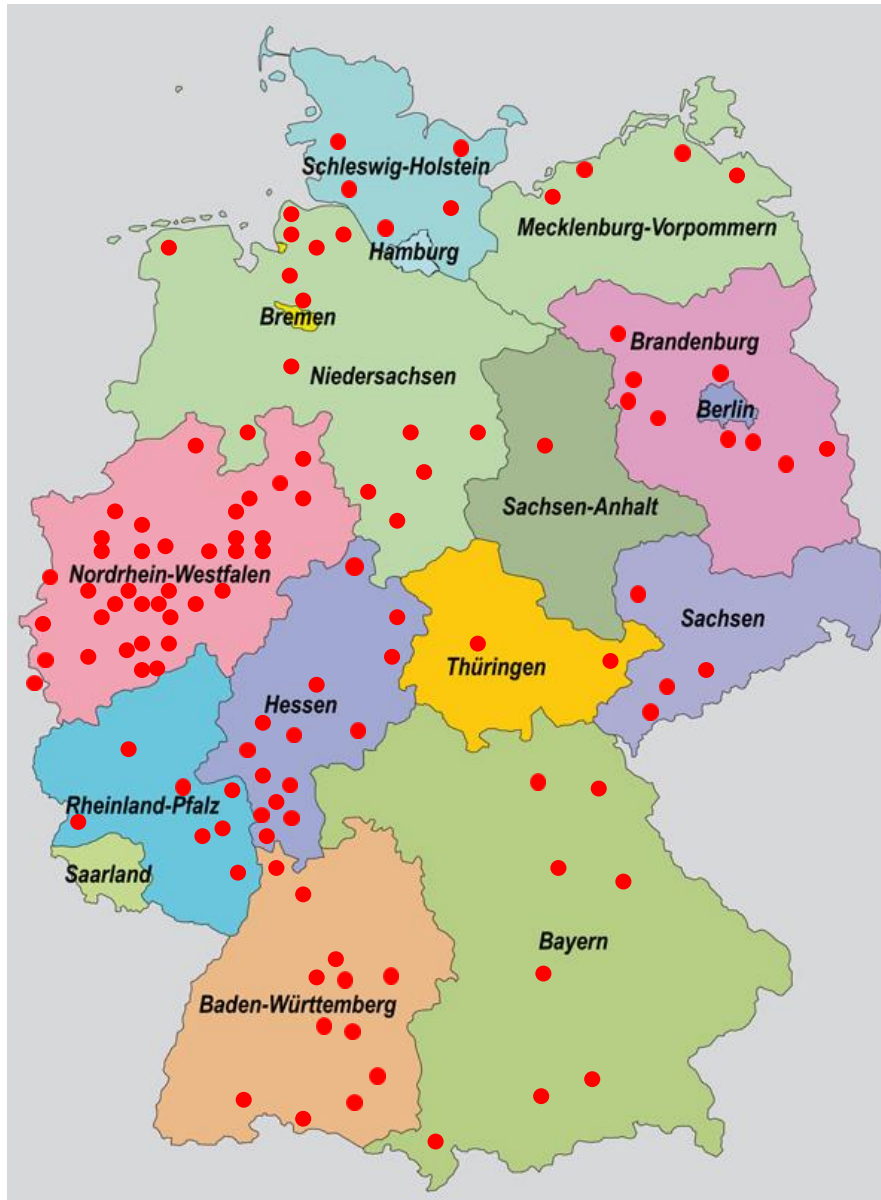 Schleswig-Holstein
Mecklenburg-Vorpommern
Hamburg
Bremen
Brandenburg
Niedersachsen
Berlin
Sachsen-Anhalt
Nordrhein-Westfalen
Sachsen
Thüringen
Hessen
Rheinland-Pfalz
Saarland
Bayern
Baden-Württemberg